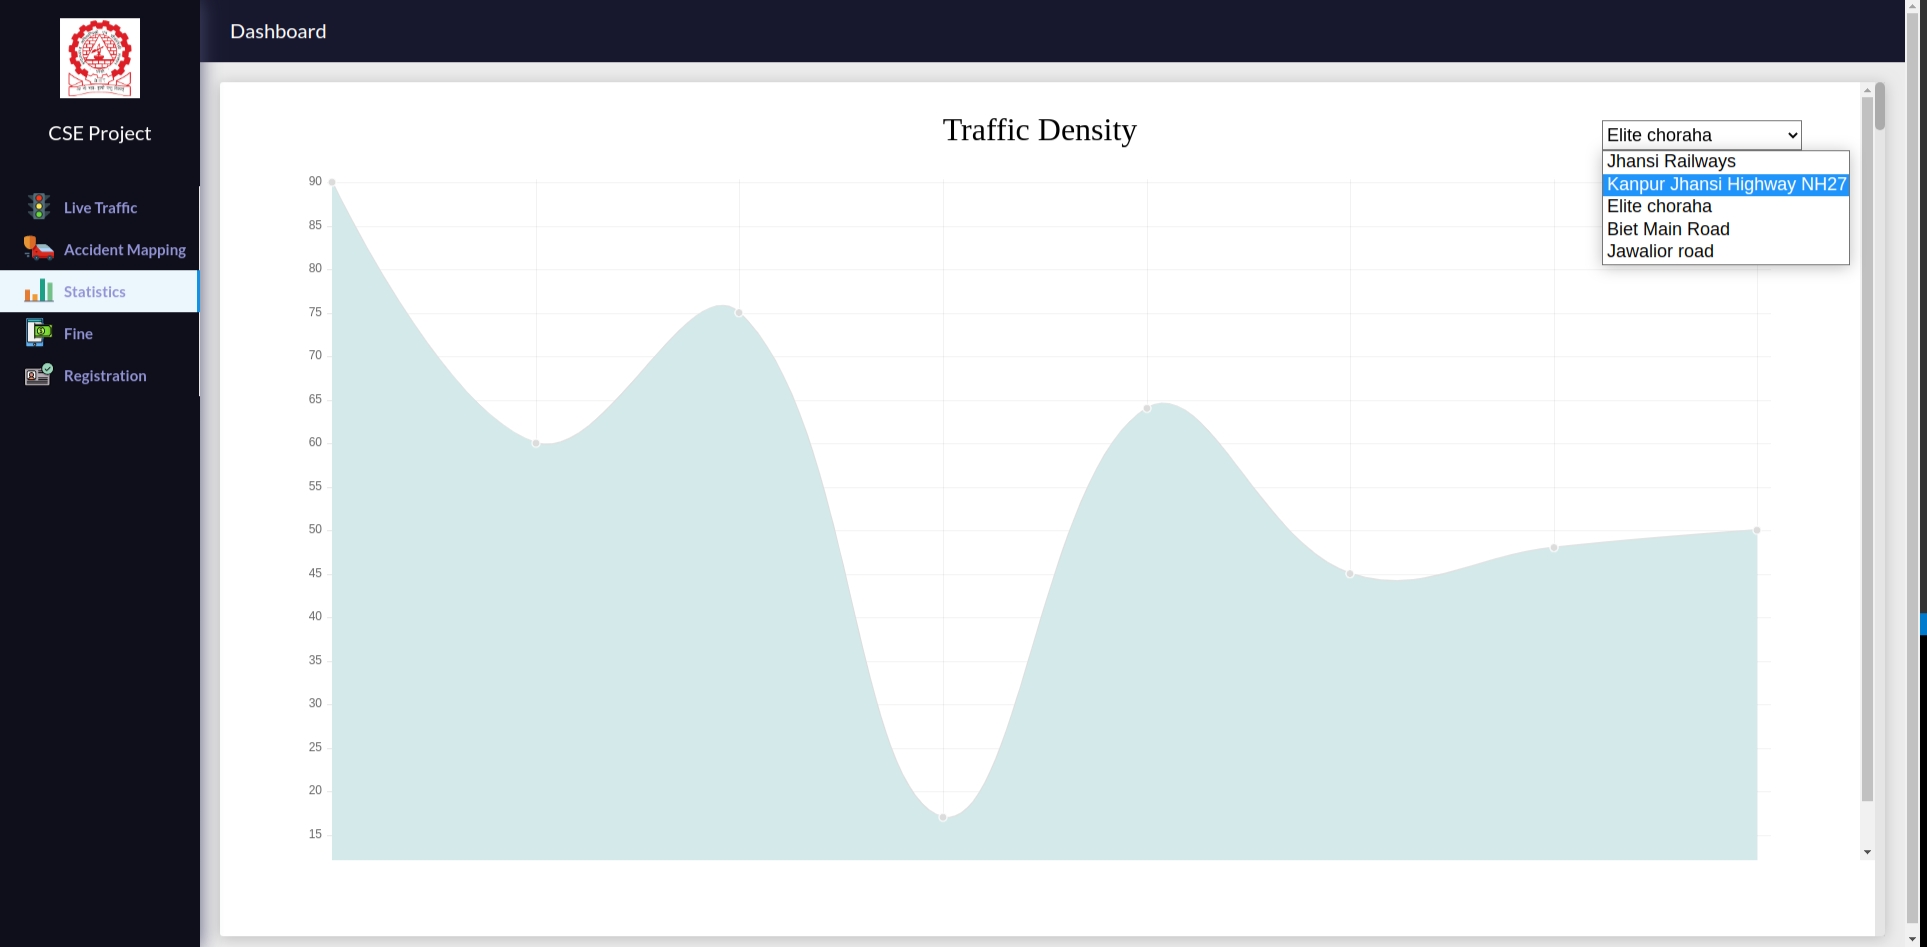 Dashboard
CSE Project
Live Traffic
Accident Mapping
Statistics
Fine
Registration
Traffic Density
Elite choraha
Jhansi Railways
Kanpur Jhansi Highway NH27
Elite choraha
Biet Main Road
Jawalior road
90
85
80
75
70
65
60
55
50
45
40
35
30
25
20
15